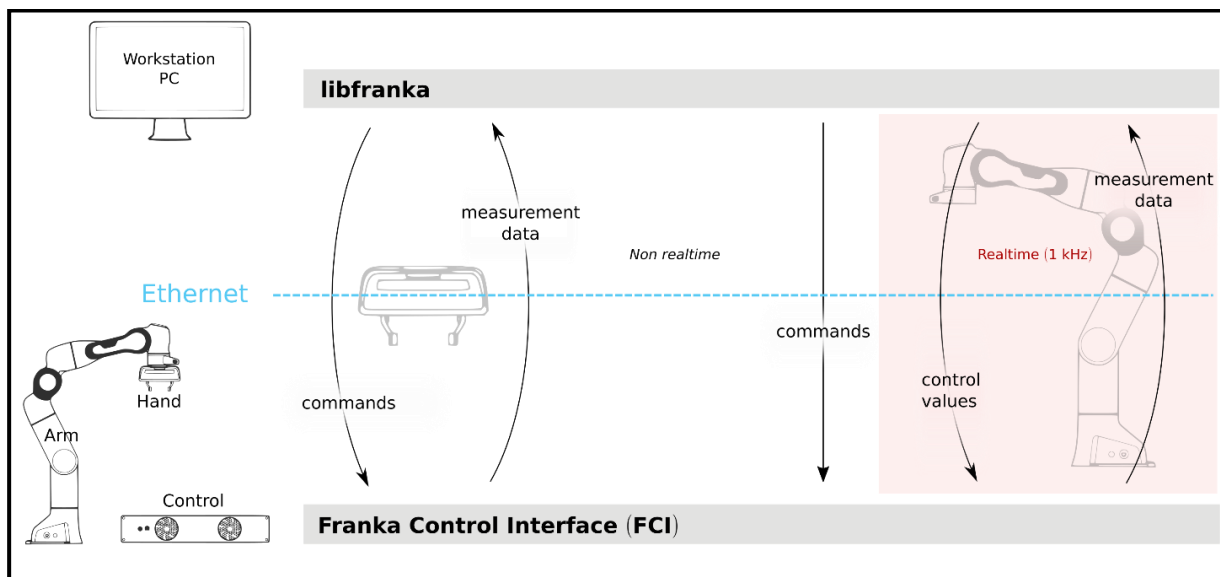 Workstation
PC
libfranka
measurement
data
measurement
data
Non realtime
Realtime (1 kHz)
Ethernet
commands
control
values
commands
Hand
Arm
Control
Franka Control Interface (FCI)